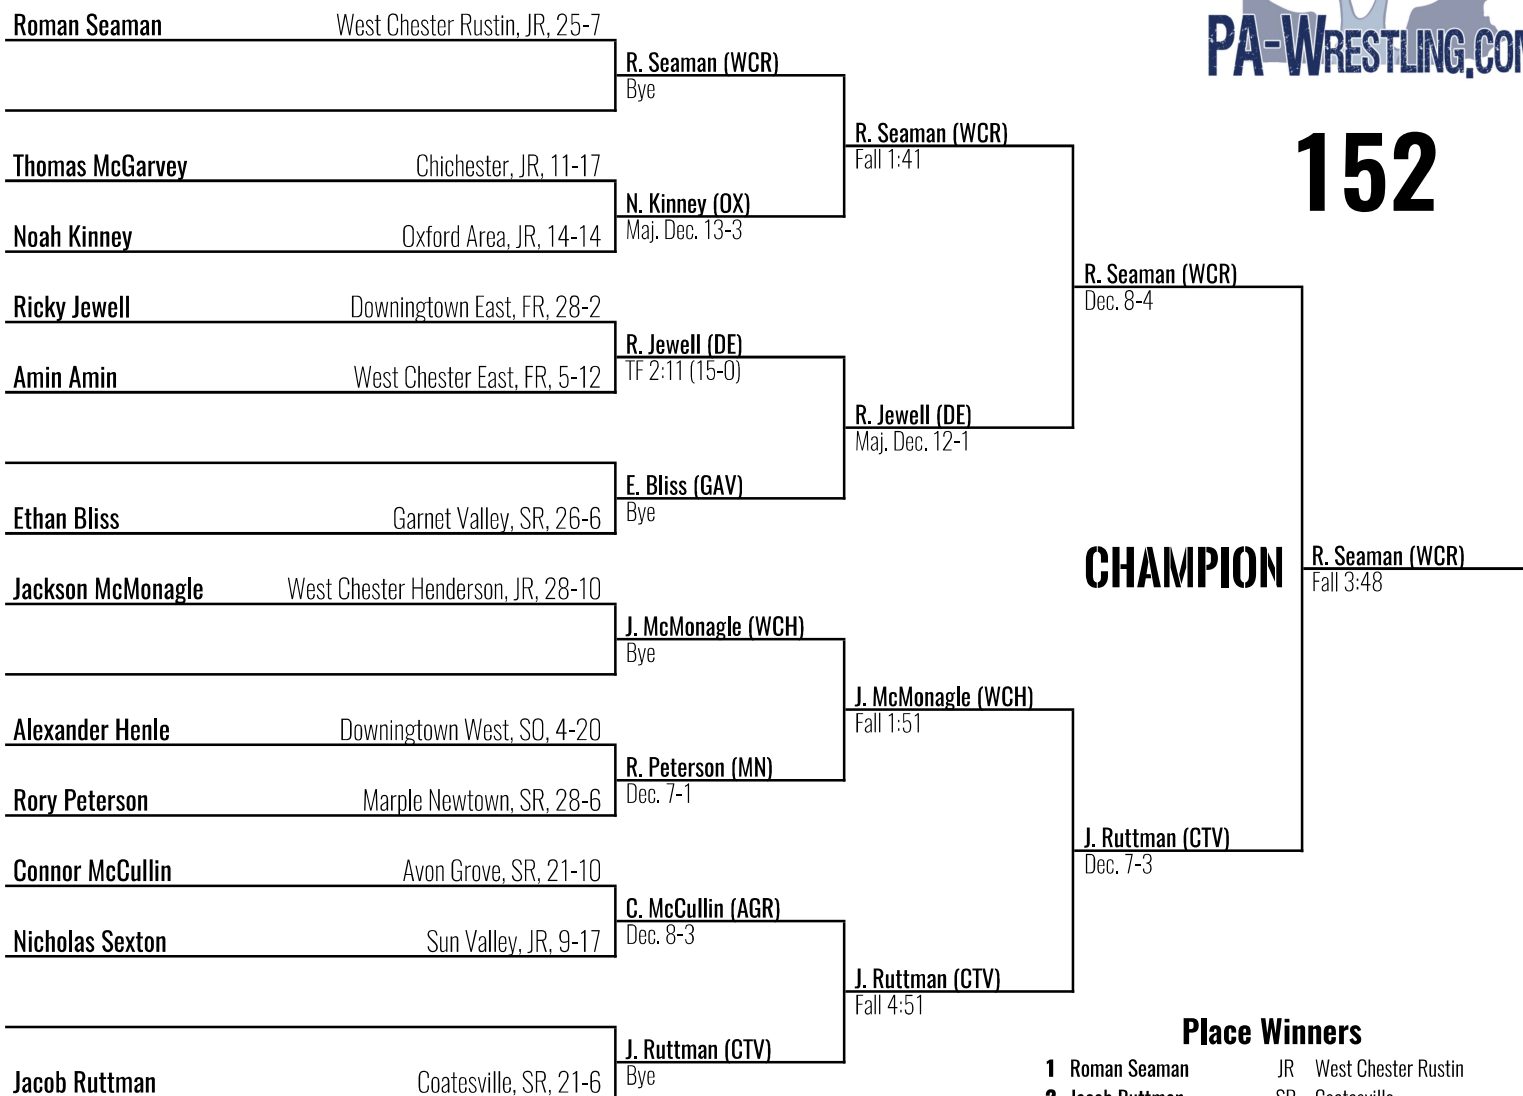 Roman Seaman West Chester Rustin, JR, 25-7
R. Seaman (WCR)
Bye
R. Seaman (WCR)
Fall 1:41
Thomas McGarvey Chichester, JR, 11-17
N. Kinney (OX)
Maj. Dec. 13-3
Noah Kinney Oxford Area, JR, 14-14
R. Seaman (WCR)
Dec. 8-4
Ricky Jewell Downingtown East, FR, 28-2
R. Jewell (DE)
TF 2:11 (15-0)
Amin Amin West Chester East, FR, 5-12
R. Jewell (DE)
Maj. Dec. 12-1
E. Bliss (GAV)
Bye
Ethan Bliss Garnet Valley, SR, 26-6
CHAMPION
R. Seaman (WCR)
Fall 3:48
Jackson McMonagle West Chester Henderson, JR, 28-10
J. McMonagle (WCH)
Bye
J. McMonagle (WCH)
Fall 1:51
Alexander Henle Downingtown West, SO, 4-20
R. Peterson (MN)
Dec. 7-1
Rory Peterson Marple Newtown, SR, 28-6
J. Ruttman (CTV)
Dec. 7-3
Connor McCullin Avon Grove, SR, 21-10
C. McCullin (AGR)
Dec. 8-3
Nicholas Sexton Sun Valley, JR, 9-17
J. Ruttman (CTV)
Fall 4:51
J. Ruttman (CTV)
Bye
Jacob Ruttman Coatesville, SR, 21-6
PA-WRESTLING.COM
152
Place Winners
1 Roman Seaman JR West Chester Rustin
2 Jacob Ruttman SR Coatesville